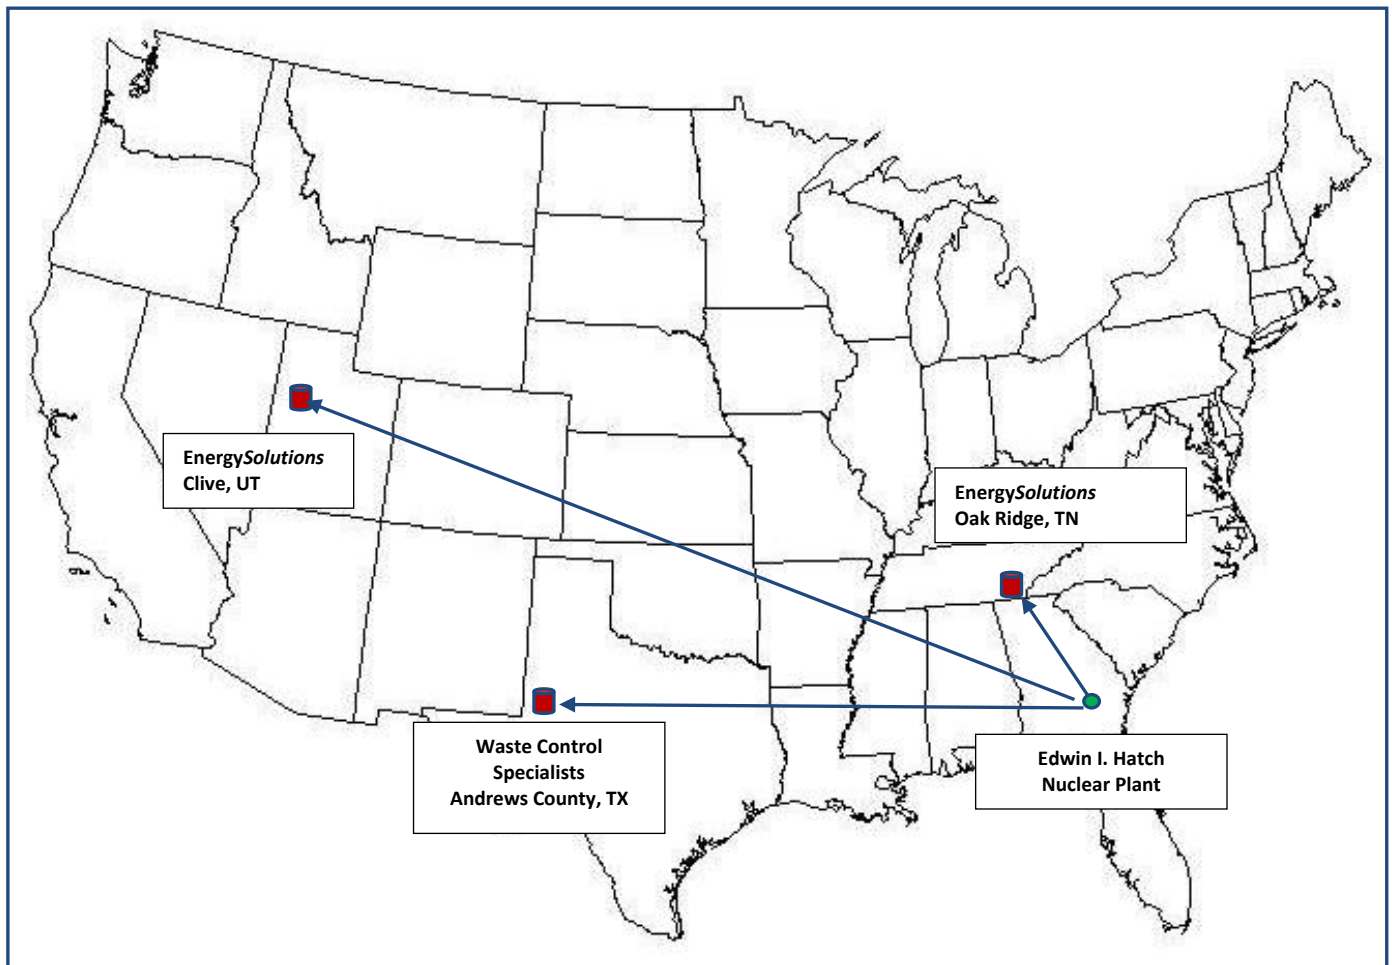 EnergySolutions
Clive, UT
EnergySolutions
Oak Ridge, TN
Waste Control
Specialists
Andrews County, TX
Edwin I. Hatch
Nuclear Plant